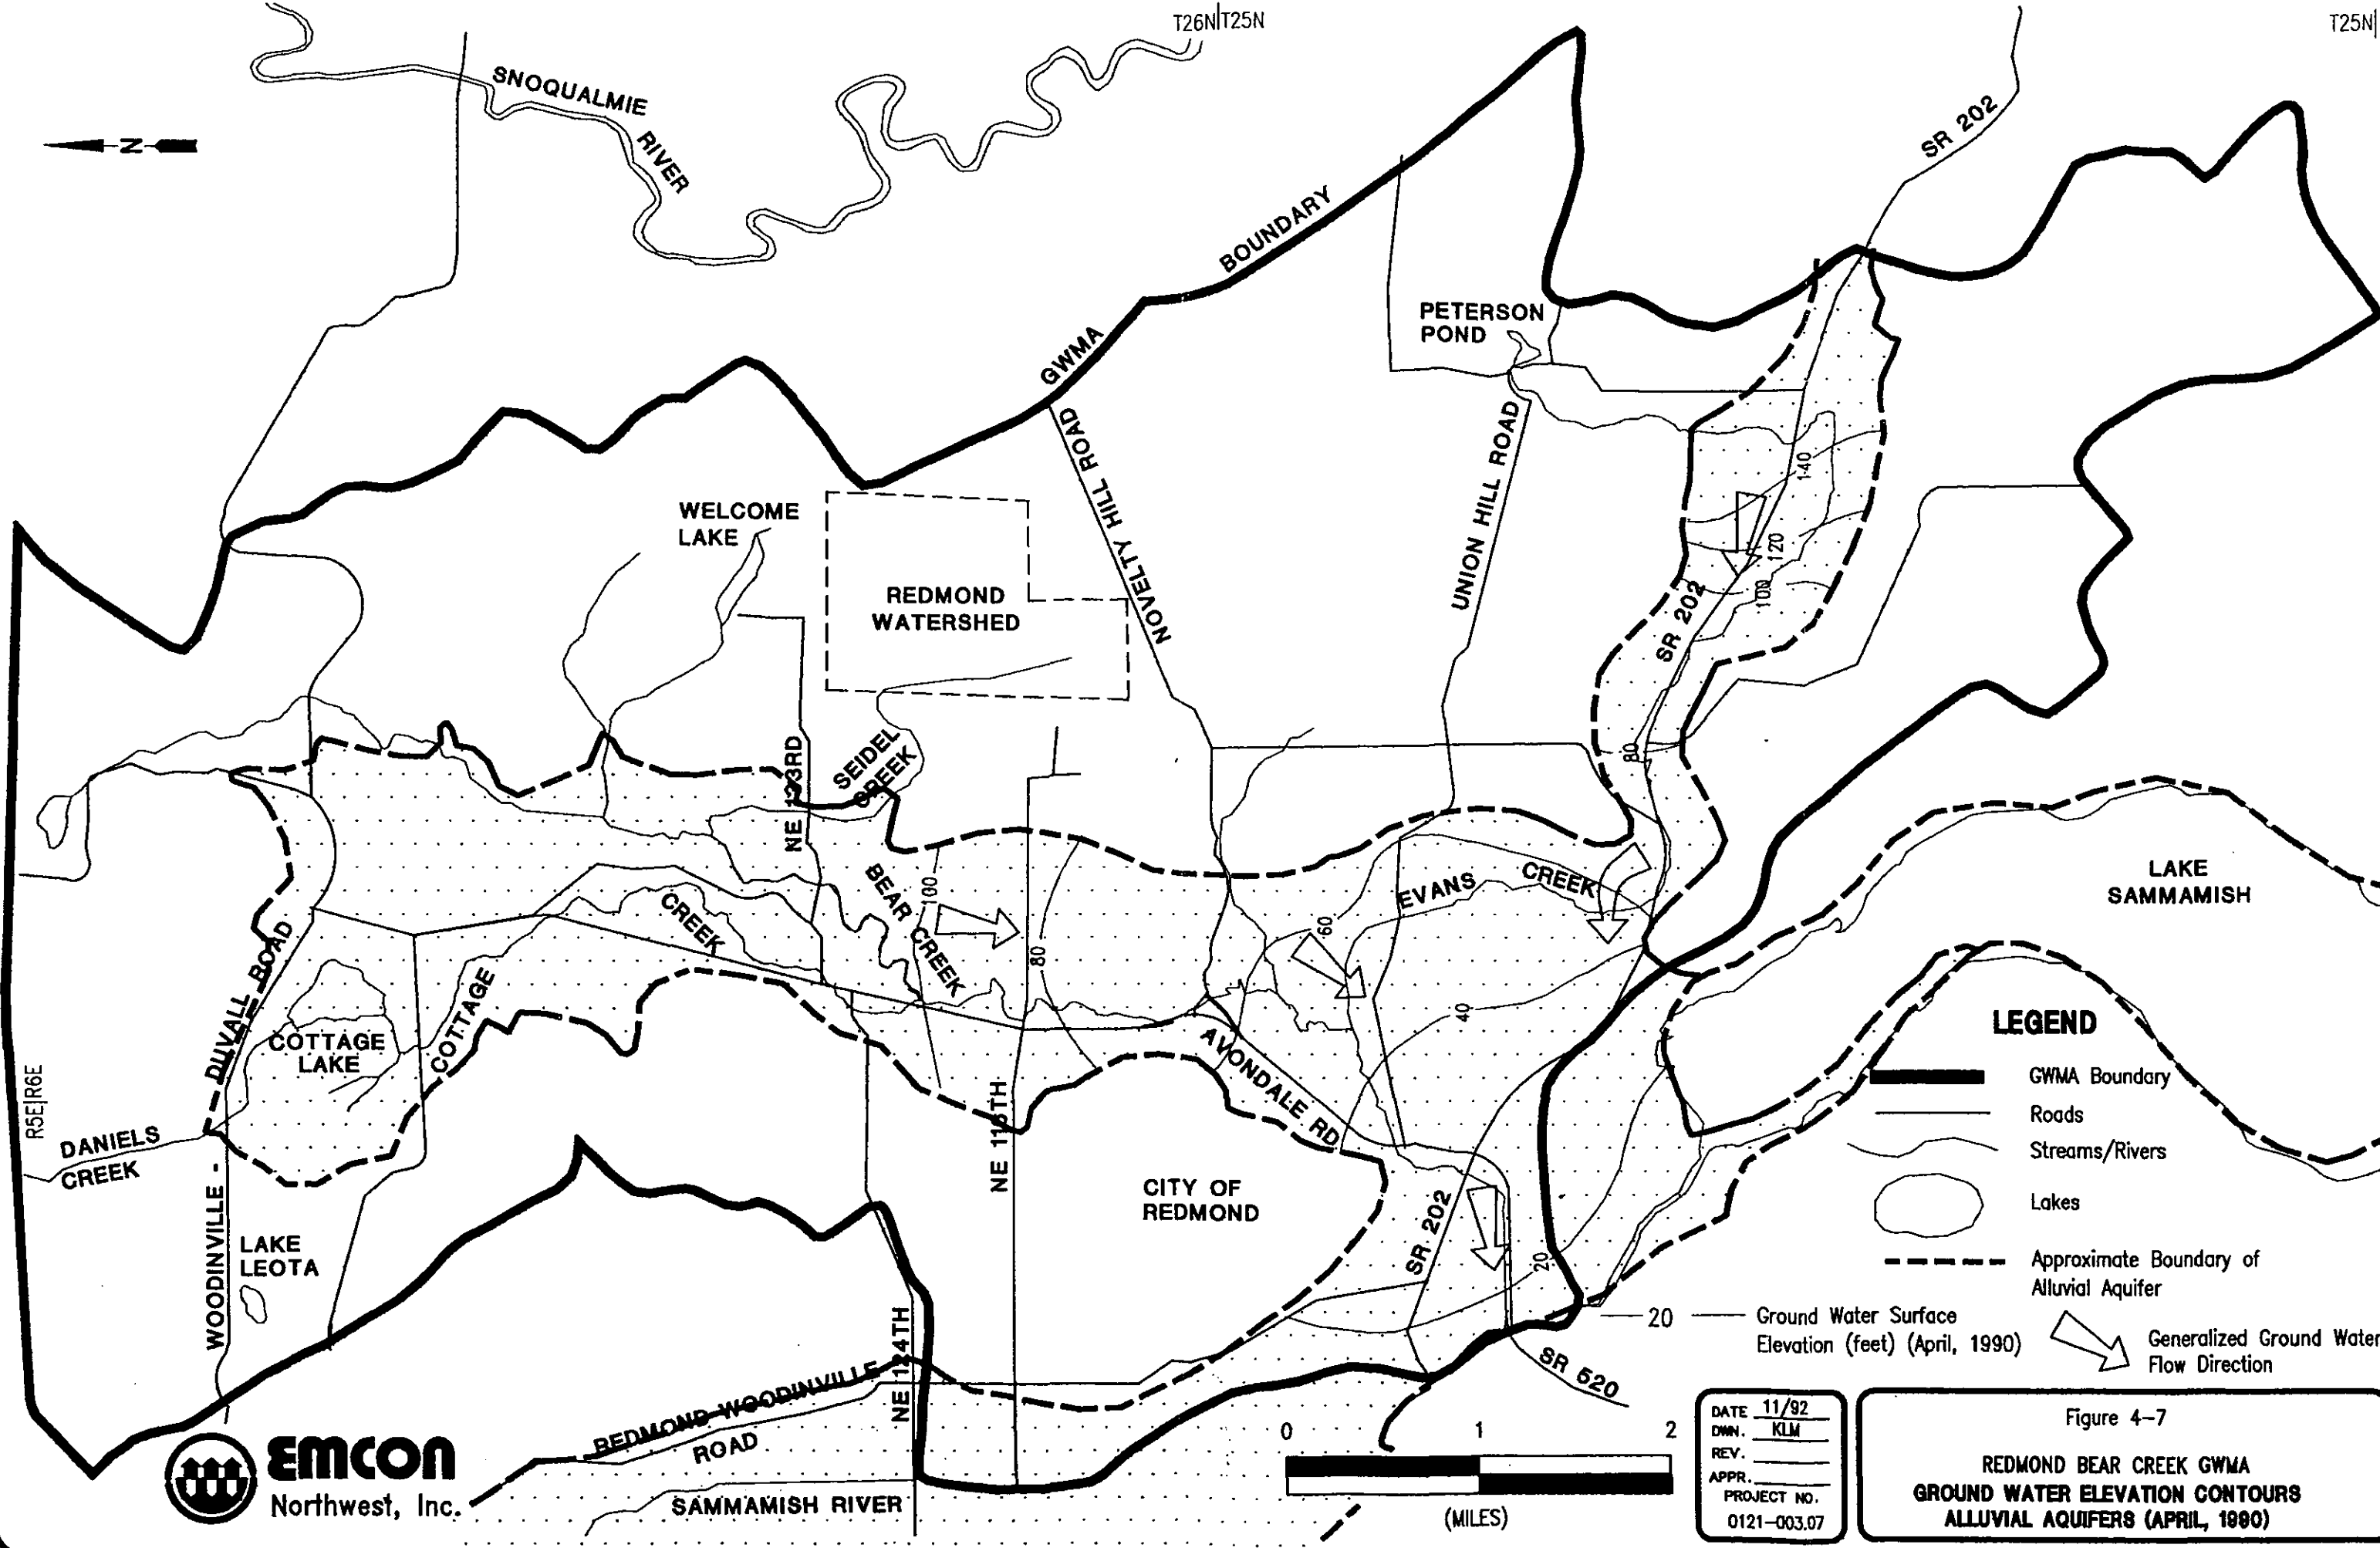 T26N|T25N
T25N|
SNOQUALMIE
RIVER
N
SR 202
GWMA
BOUNDARY
PETERSON
POND
NOVELTY HILL ROAD
UNION HILL ROAD
WELCOME
LAKE
REDMOND
WATERSHED
140
120
100
SR 202
80
NE 133RD
SEIDEL
CREEK
BEAR
CREEK
100
80
60
EVANS
CREEK
LAKE
SAMMAMISH
CREEK
COTTAGE
DUVALL ROAD
WOODINVILLE -
COTTAGE
LAKE
40
AVONDALE RD
R5E|R6E
DANIELS
CREEK
NE 116TH
CITY OF
REDMOND
LAKE
LEOTA
SR 202
20
NE 124TH
REDMOND-WOODINVILLE
ROAD
SAMMAMISH RIVER
SR 520
LEGEND
GWMA Boundary
Roads
Streams/Rivers
Lakes
Approximate Boundary of
Alluvial Aquifer
20
Ground Water Surface
Elevation (feet) (April, 1990)
Generalized Ground Water
Flow Direction
EMCON
Northwest, Inc.
0 1 2
(MILES)
DATE 11/92
DWN. KLM
REV.
APPR.
PROJECT NO.
0121-003.07
Figure 4-7
REDMOND BEAR CREEK GWMA
GROUND WATER ELEVATION CONTOURS
ALLUVIAL AQUIFERS (APRIL, 1990)